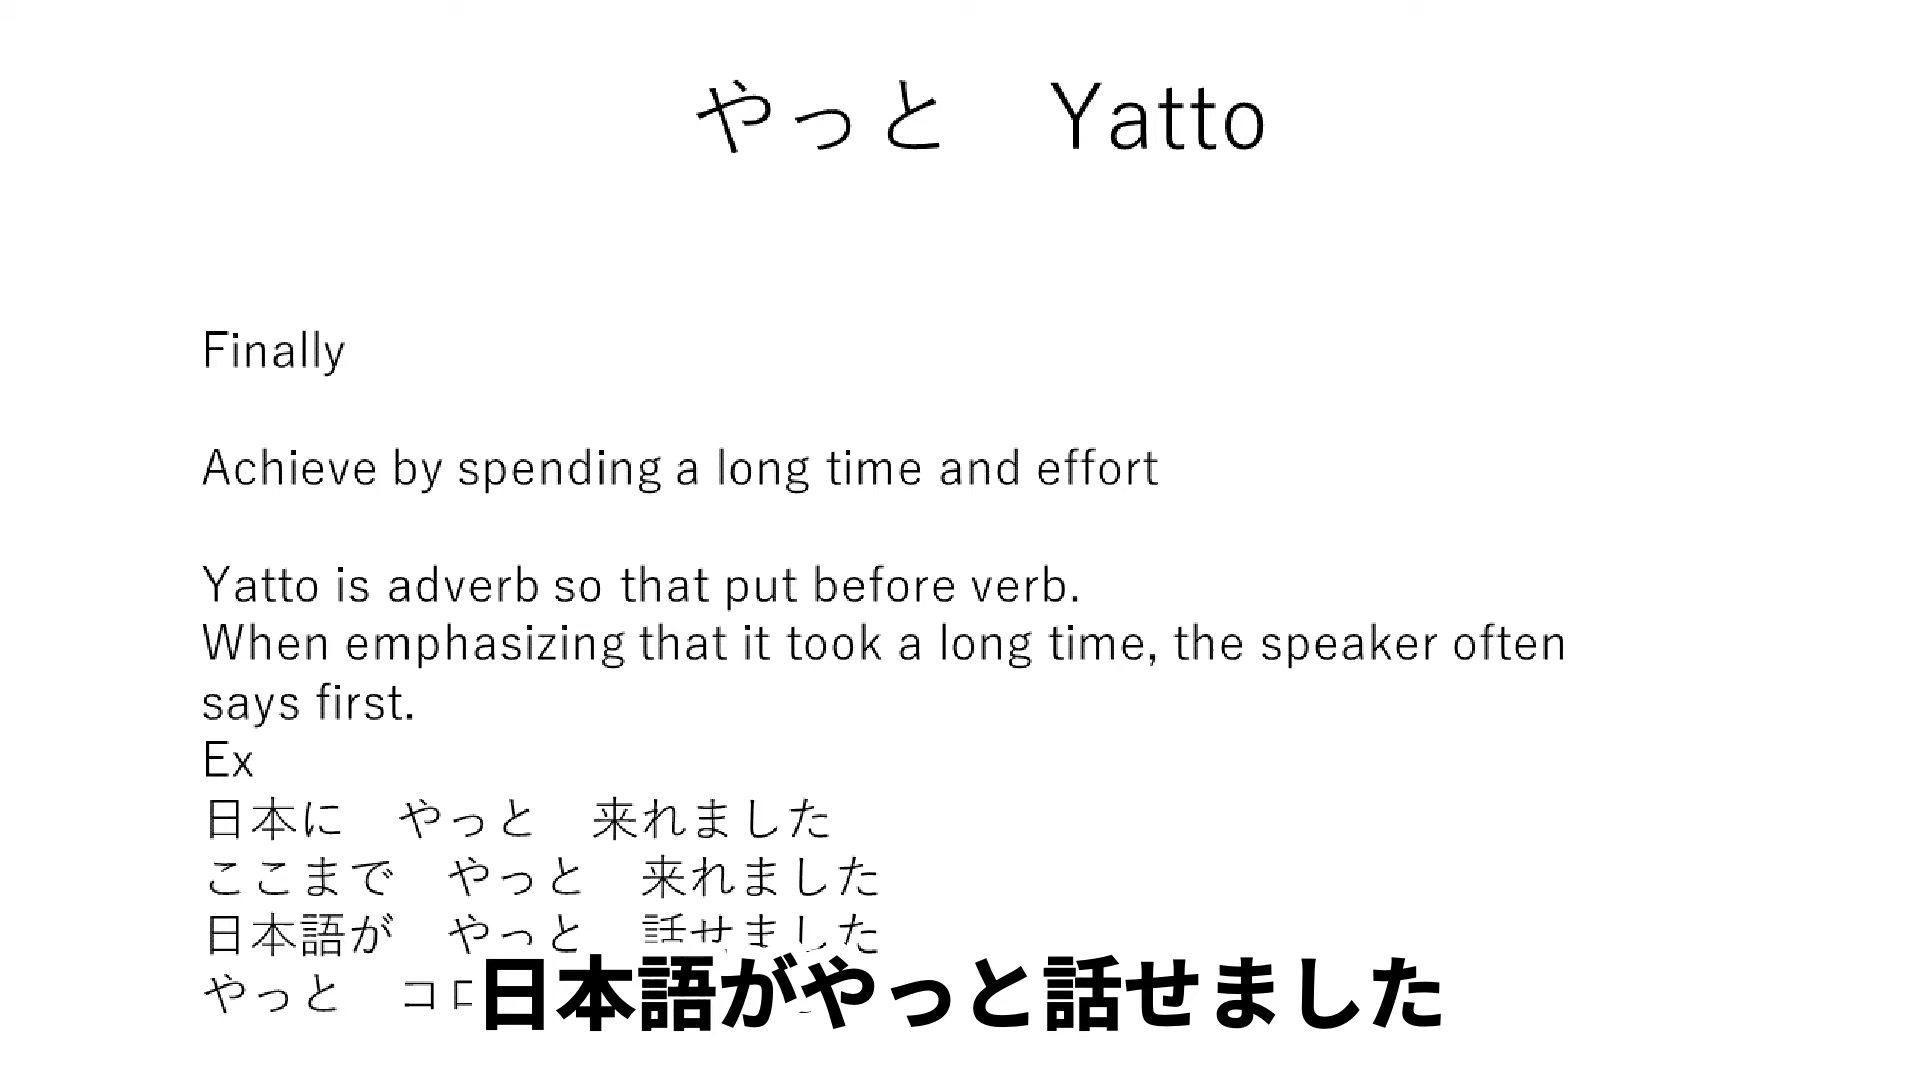 やっと　Yatto
Finally
Achieve by spending a long time and effort
Yatto is adverb so that put before verb.
When emphasizing that it took a long time, the speaker often
says first.
Ex
日本に　やっと　来れました
ここまで　やっと　来れました
日本語が　やっと　話せました
やっと　コロ
日本語がやっと話せました